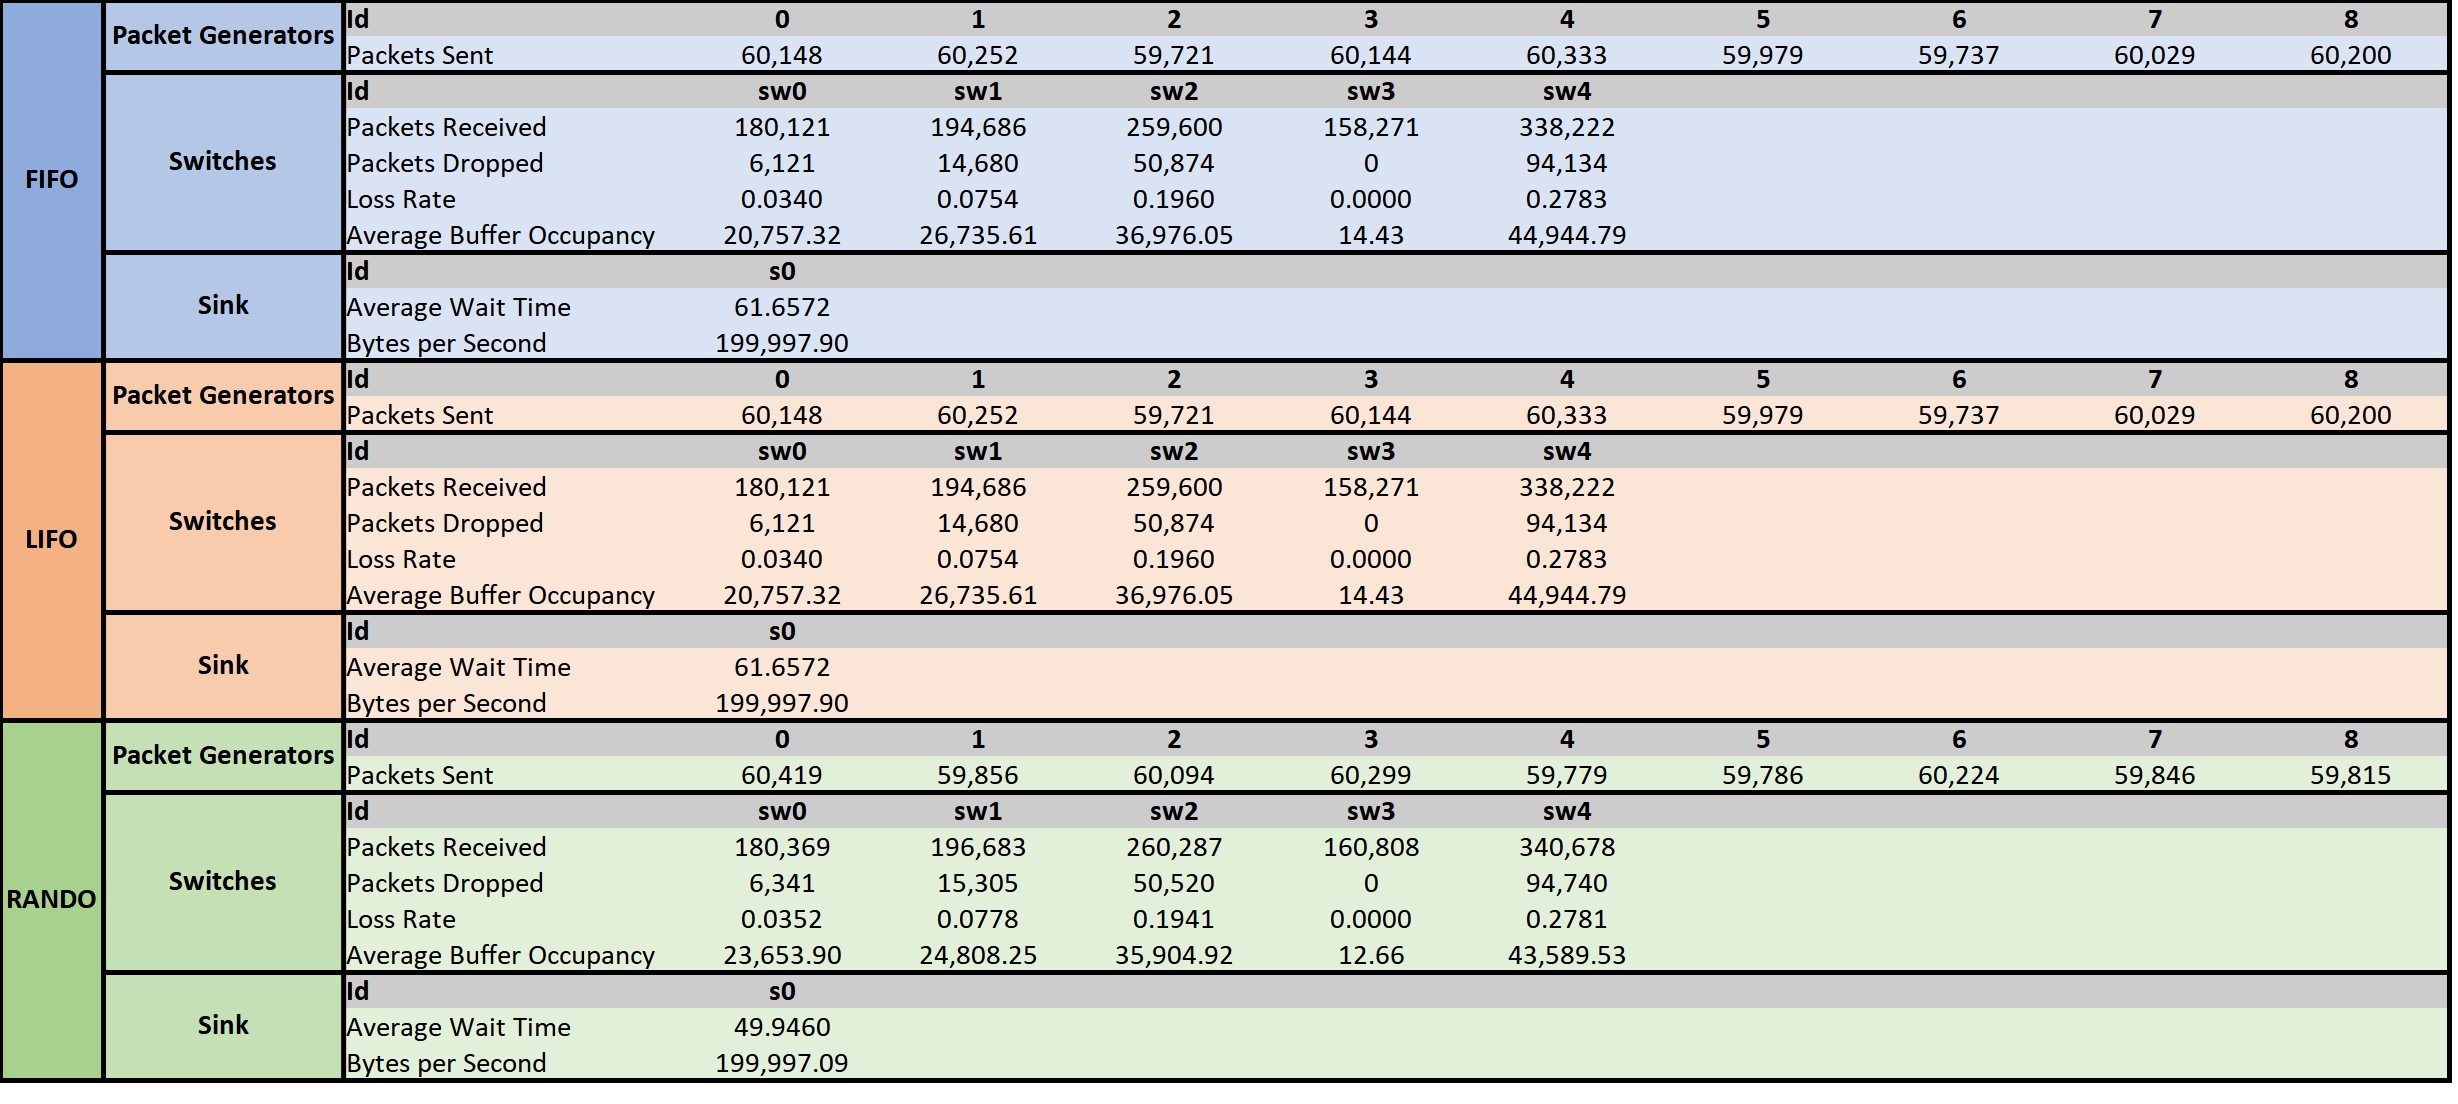 FIFO
Packet Generators
Id 0 1 2 3 4 5 6 7 8
Packets Sent 60,148 60,252 59,721 60,144 60,333 59,979 59,737 60,029 60,200
Switches
Id sw0 sw1 sw2 sw3 sw4
Packets Received 180,121 194,686 259,600 158,271 338,222
Packets Dropped 6,121 14,680 50,874 0 94,134
Loss Rate 0.0340 0.0754 0.1960 0.0000 0.2783
Average Buffer Occupancy 20,757.32 26,735.61 36,976.05 14.43 44,944.79
Sink
Id s0
Average Wait Time 61.6572
Bytes per Second 199,997.90
LIFO
Packet Generators
Id 0 1 2 3 4 5 6 7 8
Packets Sent 60,148 60,252 59,721 60,144 60,333 59,979 59,737 60,029 60,200
Switches
Id sw0 sw1 sw2 sw3 sw4
Packets Received 180,121 194,686 259,600 158,271 338,222
Packets Dropped 6,121 14,680 50,874 0 94,134
Loss Rate 0.0340 0.0754 0.1960 0.0000 0.2783
Average Buffer Occupancy 20,757.32 26,735.61 36,976.05 14.43 44,944.79
Sink
Id s0
Average Wait Time 61.6572
Bytes per Second 199,997.90
RANDO
Packet Generators
Id 0 1 2 3 4 5 6 7 8
Packets Sent 60,419 59,856 60,094 60,299 59,779 59,786 60,224 59,846 59,815
Switches
Id sw0 sw1 sw2 sw3 sw4
Packets Received 180,369 196,683 260,287 160,808 340,678
Packets Dropped 6,341 15,305 50,520 0 94,740
Loss Rate 0.0352 0.0778 0.1941 0.0000 0.2781
Average Buffer Occupancy 23,653.90 24,808.25 35,904.92 12.66 43,589.53
Sink
Id s0
Average Wait Time 49.9460
Bytes per Second 199,997.09